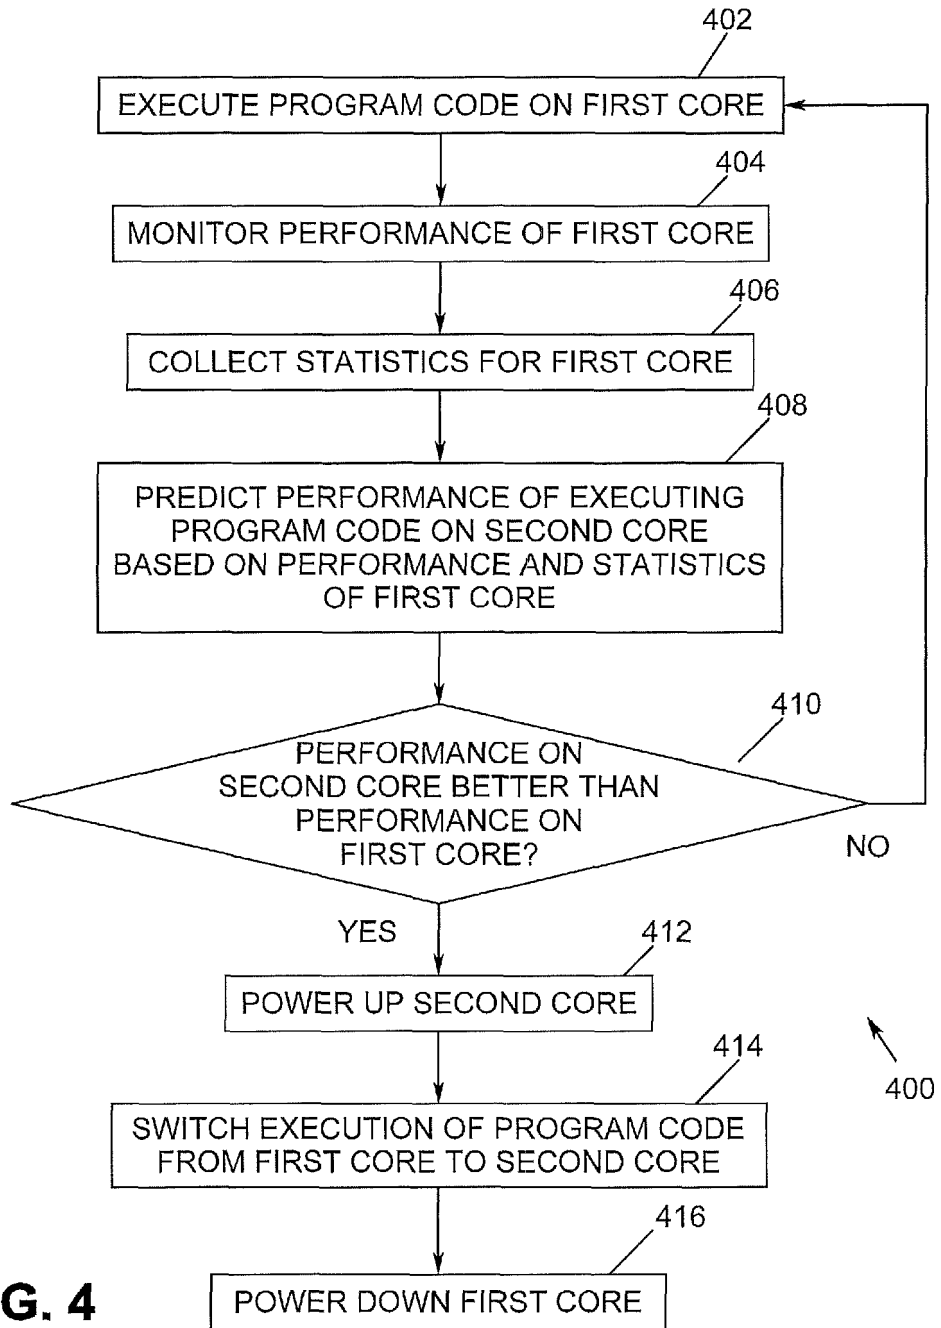 402
EXECUTE PROGRAM CODE ON FIRST CORE
404
MONITOR PERFORMANCE OF FIRST CORE
406
COLLECT STATISTICS FOR FIRST CORE
408
PREDICT PERFORMANCE OF EXECUTING
PROGRAM CODE ON SECOND CORE
BASED ON PERFORMANCE AND STATISTICS
OF FIRST CORE
410
PERFORMANCE ON
SECOND CORE BETTER THAN
PERFORMANCE ON
FIRST CORE?
NO
YES
412
POWER UP SECOND CORE
414
400
SWITCH EXECUTION OF PROGRAM CODE
FROM FIRST CORE TO SECOND CORE
416
POWER DOWN FIRST CORE
G. 4